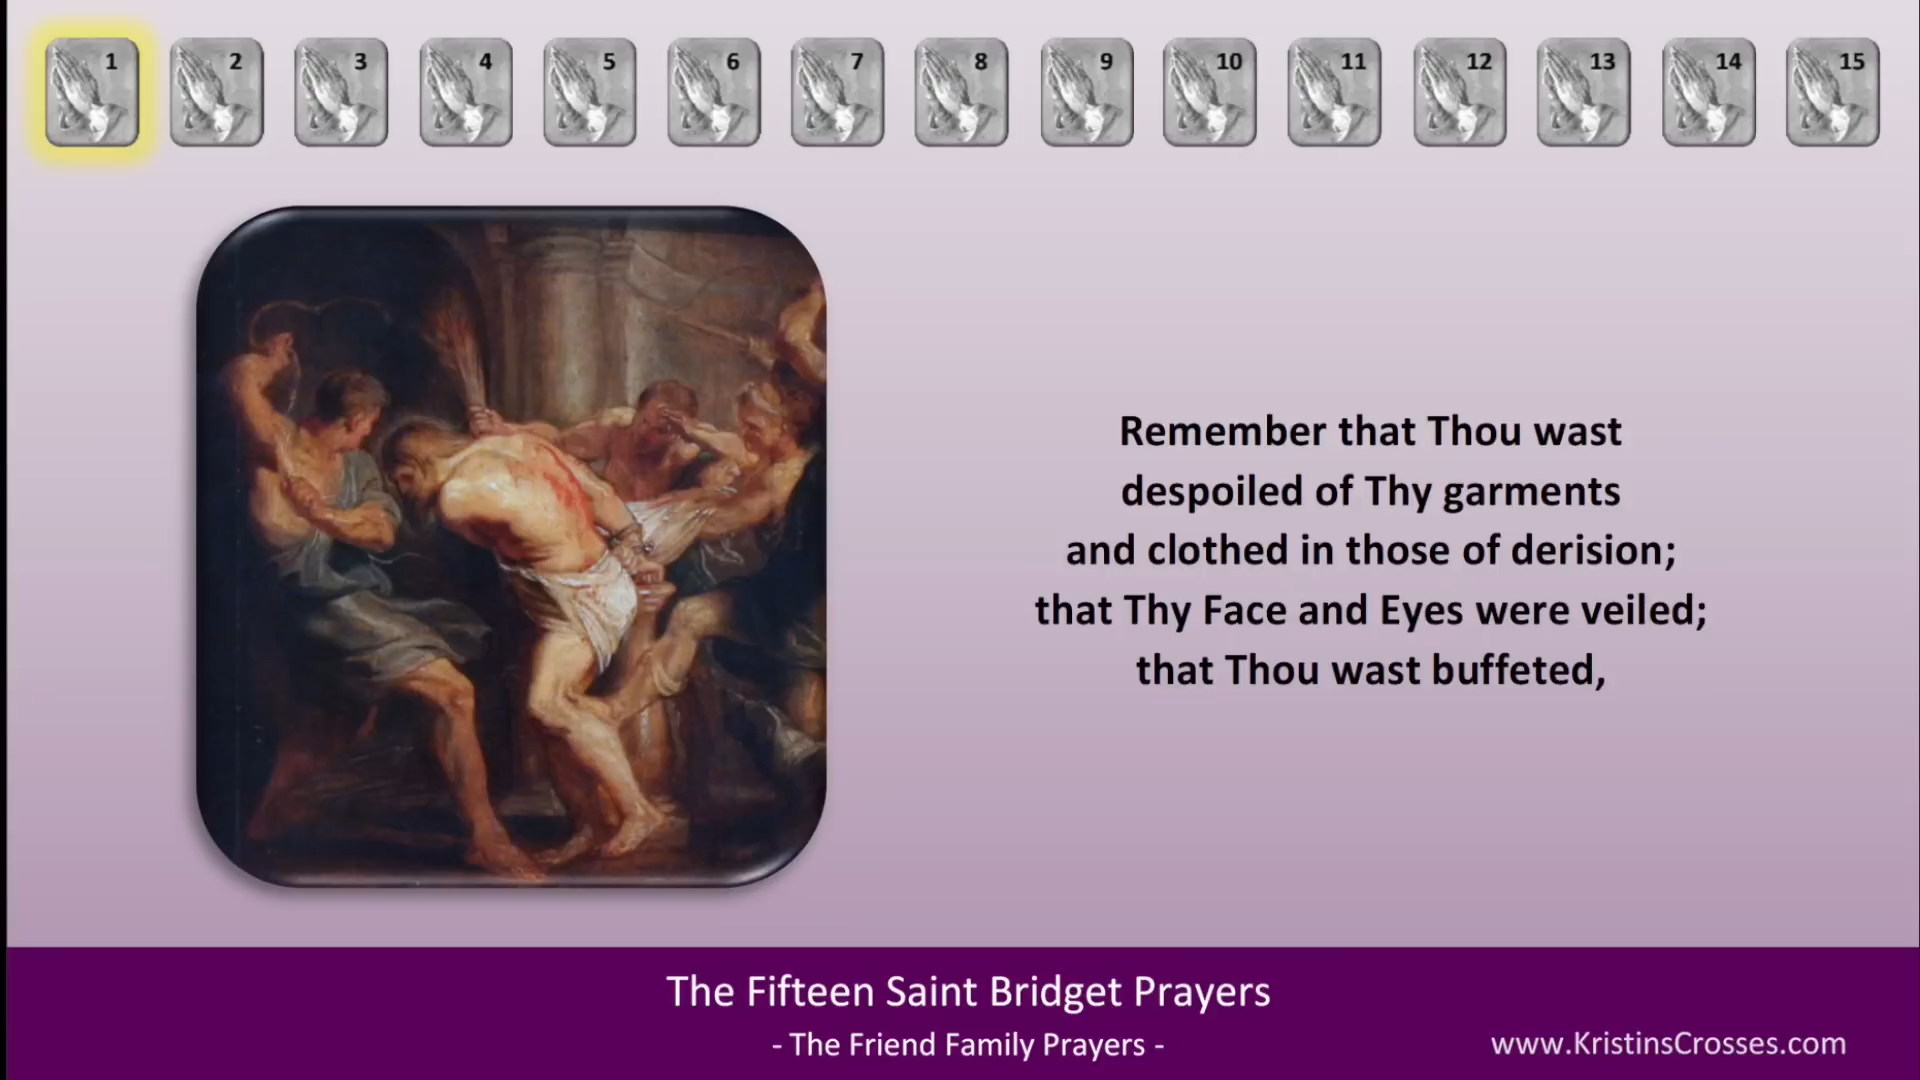 1 2 3 4 5 6 7 8 9 10 11 12 13 14 15
Remember that Thou wast
despoiled of Thy garments
and clothed in those of derision;
that Thy Face and Eyes were veiled;
that Thou wast buffeted,
The Fifteen Saint Bridget Prayers
- The Friend Family Prayers -
www.KristinsCrosses.com